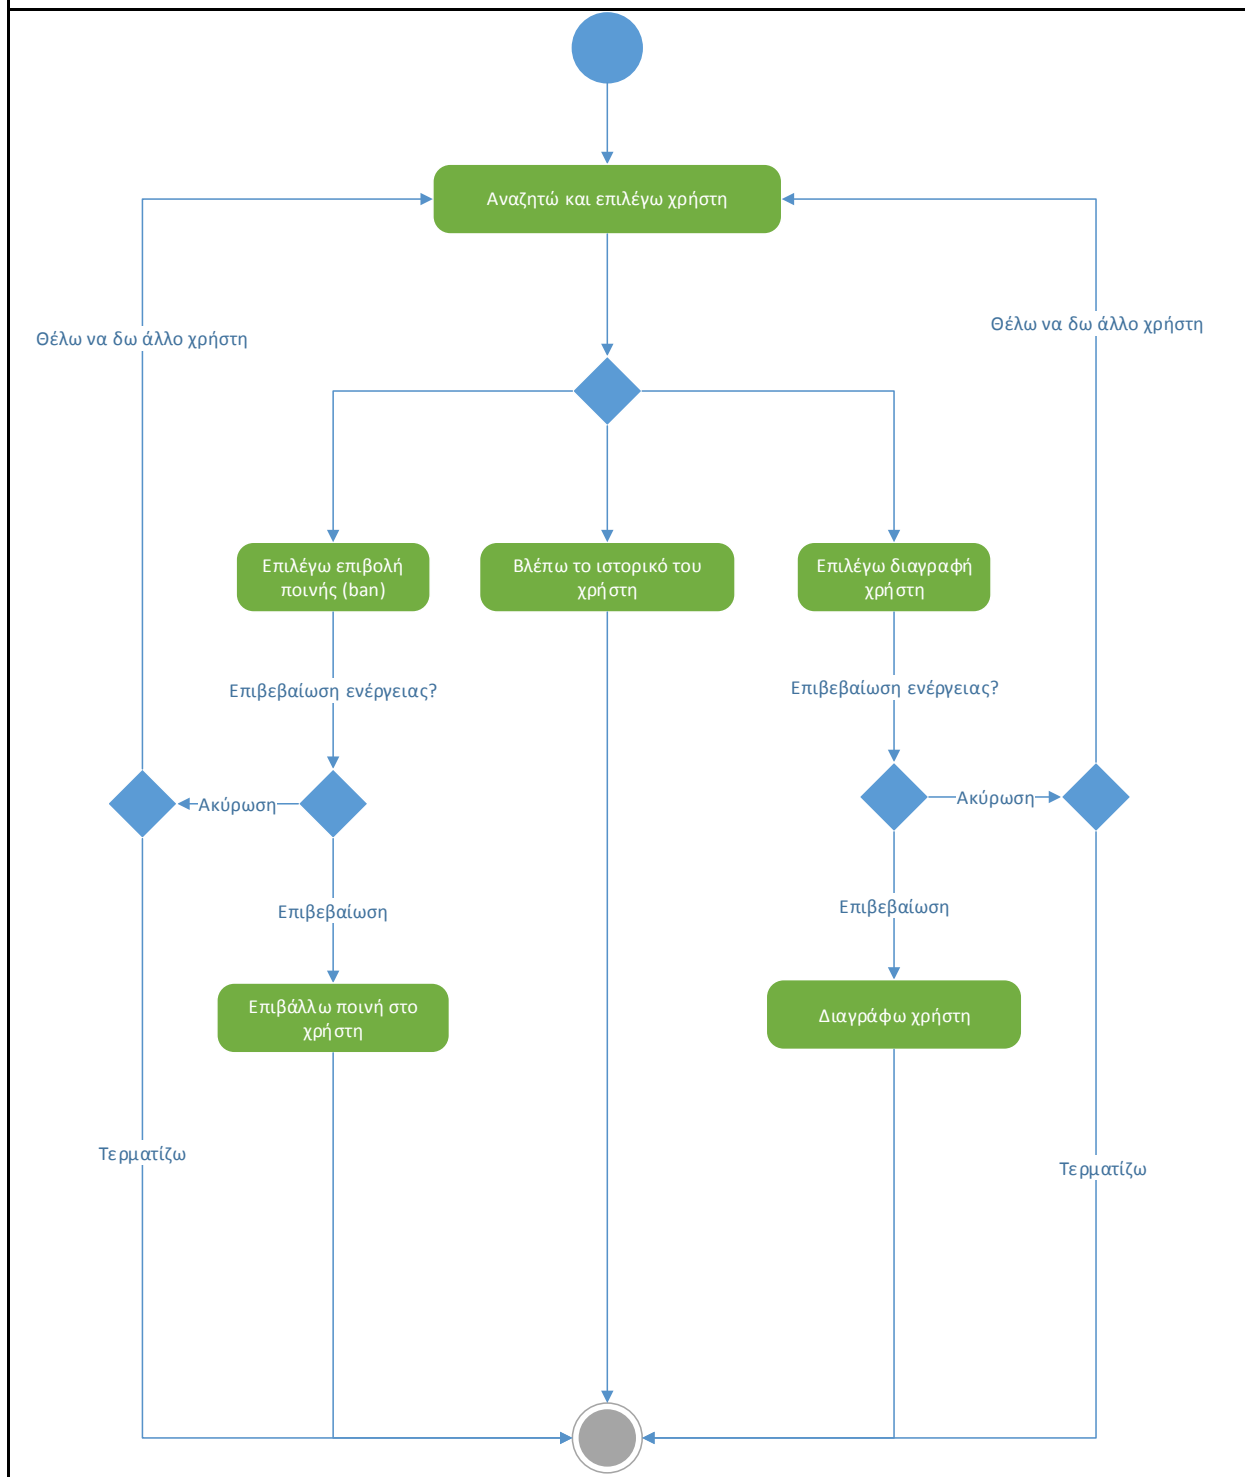 Αναζητώ και επιλέγω χρήστη
Θέλω να δω άλλο χρήστη
Θέλω να δω άλλο χρήστη
Επιλέγω επιβολή
ποινής (ban)
Βλέπω το ιστορικό του
χρήστη
Επιλέγω διαγραφή
χρήστη
Επιβεβαίωση ενέργειας?
Επιβεβαίωση ενέργειας?
Ακύρωση
Ακύρωση
Επιβεβαίωση
Επιβεβαίωση
Επιβάλλω ποινή στο
χρήστη
Διαγράφω χρήστη
Τερματίζω
Τερματίζω